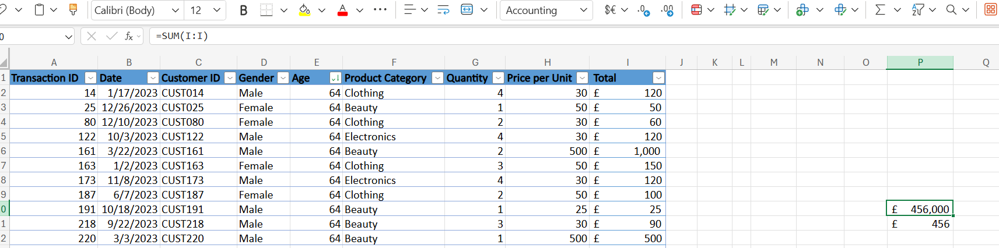 Calibri (Body) 12 B A Accounting $€ .0 .00
0 fx =SUM(I:I)
A B C D E F G H I J K L M N O P Q
1 Transaction ID Date Customer ID Gender Age Product Category Quantity Price per Unit Total
2 14 1/17/2023 CUST014 Male 64 Clothing 4 30 £ 120
3 25 12/26/2023 CUST025 Female 64 Beauty 1 50 £ 50
4 80 12/10/2023 CUST080 Female 64 Clothing 2 30 £ 60
5 122 10/3/2023 CUST122 Male 64 Electronics 4 30 £ 120
6 161 3/22/2023 CUST161 Male 64 Beauty 2 500 £ 1,000
7 163 1/2/2023 CUST163 Female 64 Clothing 3 50 £ 150
8 173 11/8/2023 CUST173 Male 64 Electronics 4 30 £ 120
9 187 6/7/2023 CUST187 Female 64 Clothing 2 50 £ 100
0 191 10/18/2023 CUST191 Male 64 Beauty 1 25 £ 25 £ 456,000
1 218 9/22/2023 CUST218 Male 64 Beauty 3 30 £ 90 £ 456
2 220 3/3/2023 CUST220 Male 64 Beauty 1 500 £ 500